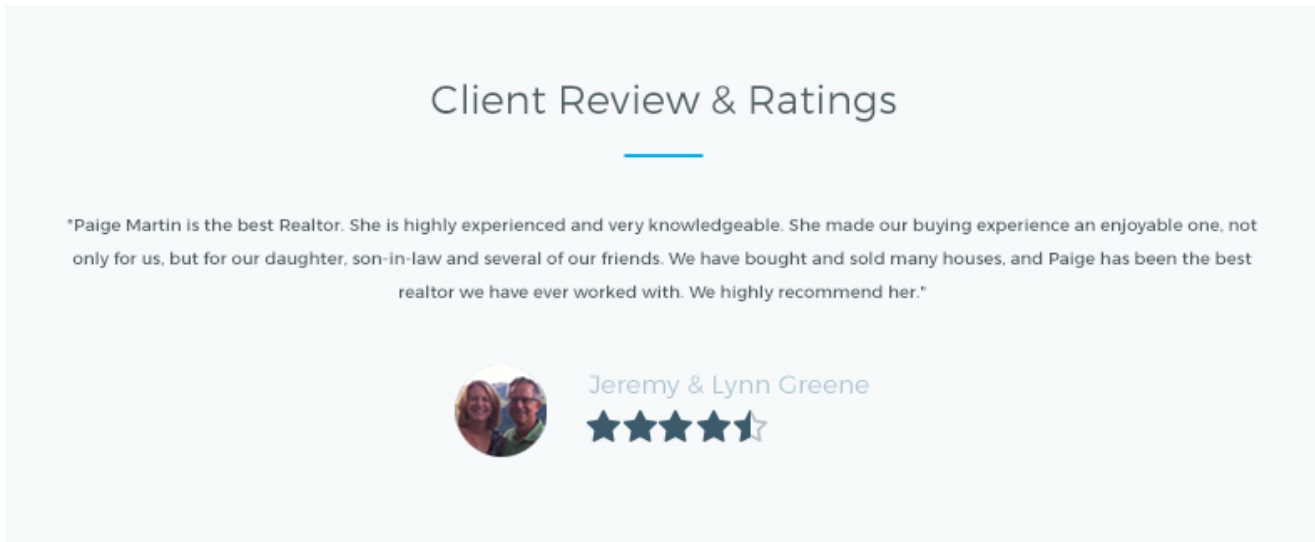 Client Review & Ratings
"Paige Martin is the best Realtor. She is highly experienced and very knowledgeable. She made our buying experience an enjoyable one, not
only for us, but for our daughter, son-in-law and several of our friends. We have bought and sold many houses, and Paige has been the best
realtor we have ever worked with. We highly recommend her."
Jeremy & Lynn Greene